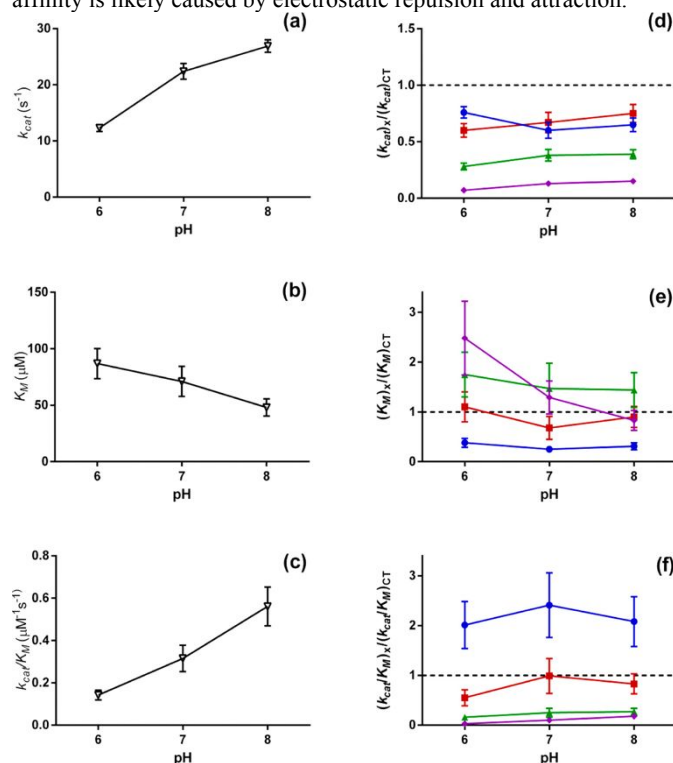 affinity is likely caused by electrostatic repulsion and attraction.
(a)
30
20
10
0
kcat (s-1)
6 7 8
pH
(d)
1.5
1.0
0.5
0.0
(kcat)X/(kcat)CT
6 7 8
pH
(b)
150
100
50
0
KM (μM)
6 7 8
pH
(e)
3
2
1
0
(KM)X/(KM)CT
6 7 8
pH
(c)
0.8
0.6
0.4
0.2
0.0
kcat/KM (μM-1s-1)
6 7 8
pH
(f)
3
2
1
0
(kcat/KM)X/(kcat/KM)CT
6 7 8
pH